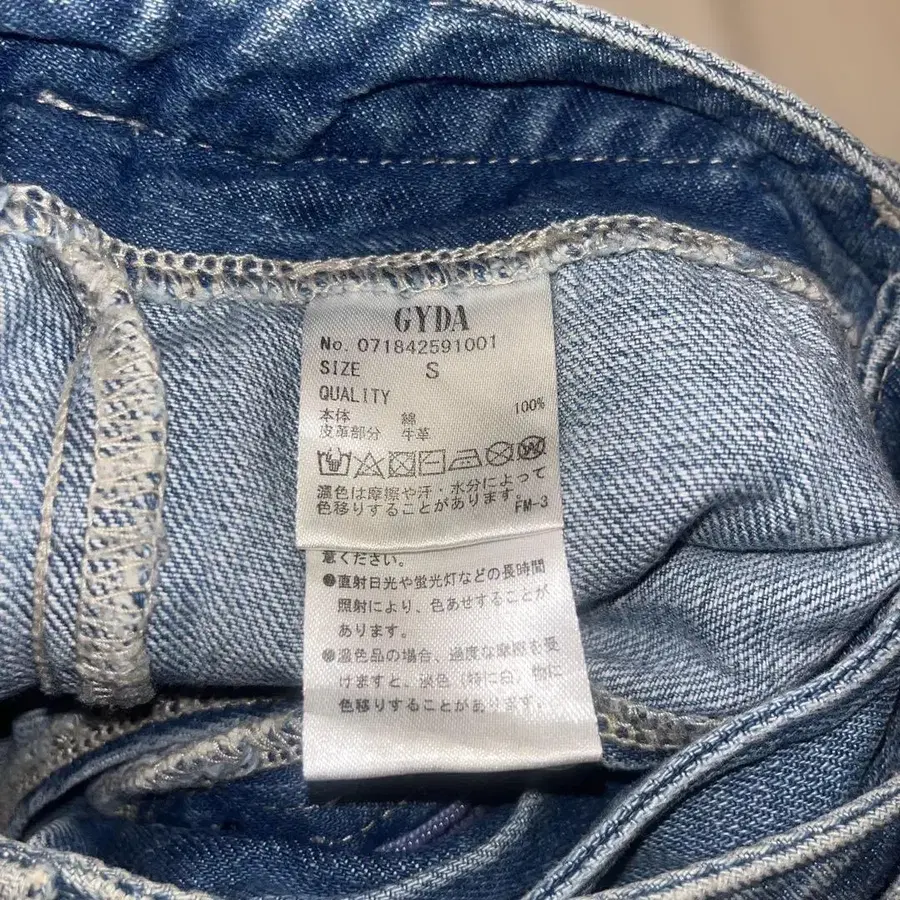 GYDA
No. 071842591001
SIZE S
QUALITY
本体 綿 100%
皮革部分 牛革
濃色は摩擦や汗・水分によって
色移りすることがあります。 FM-3
意ください。
●直射日光や蛍光灯などの長時間
照射により、色あせすることが
あります。
●濃色品の場合、過度な摩擦を受
けますと、淡色(特に白)物に
色移りすることがあります。